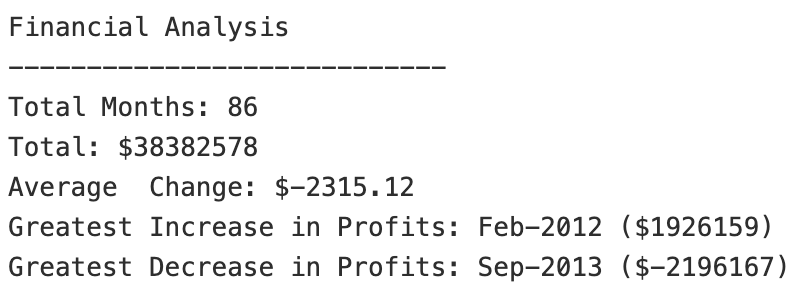 Financial Analysis
----------------------------
Total Months: 86
Total: $38382578
Average  Change: $-2315.12
Greatest Increase in Profits: Feb-2012 ($1926159)
Greatest Decrease in Profits: Sep-2013 ($-2196167)